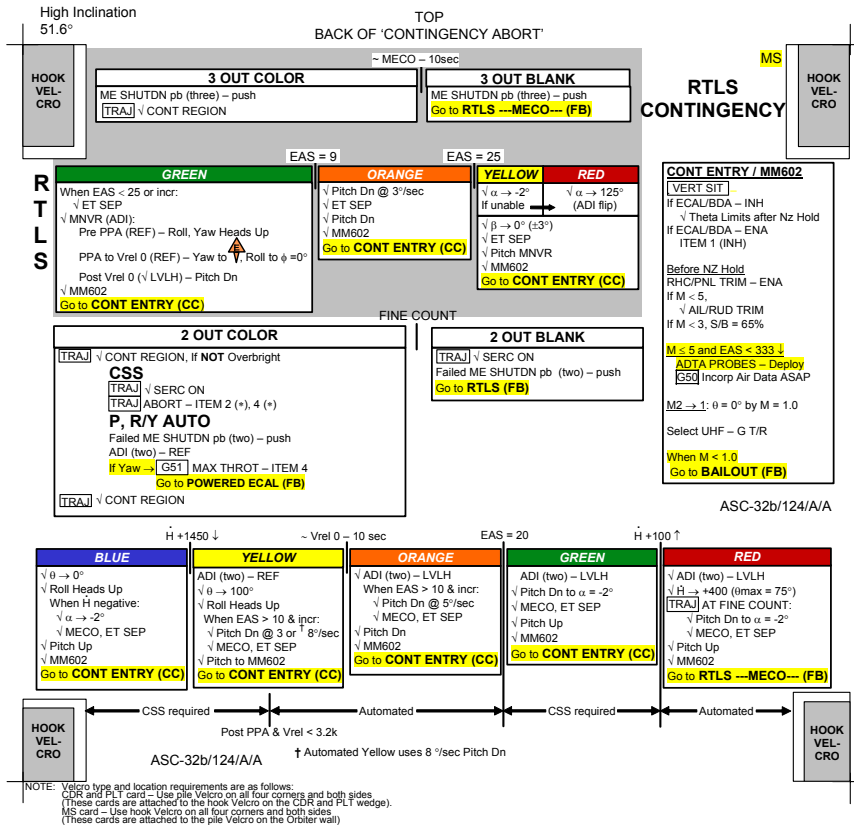 High Inclination
51.6°
TOP
BACK OF 'CONTINGENCY ABORT'
MS
HOOK
VEL-
CRO
HOOK
VEL-
CRO
~ MECO – 10sec
3 OUT COLOR
ME SHUTDN pb (three) – push
TRAJ √ CONT REGION
3 OUT BLANK
ME SHUTDN pb (three) – push
Go to RTLS ---MECO--- (FB)
RTLS
CONTINGENCY
RTLS
EAS = 9
EAS = 25
GREEN
When EAS < 25 or incr:
√ ET SEP
√ MNVR (ADI):
Pre PPA (REF) – Roll, Yaw Heads Up
PPA to Vrel 0 (REF) – Yaw to E, Roll to ϕ =0°
Post Vrel 0 (√ LVLH) – Pitch Dn
√ MM602
Go to CONT ENTRY (CC)
ORANGE
√ Pitch Dn @ 3°/sec
√ ET SEP
√ Pitch Dn
√ MM602
Go to CONT ENTRY (CC)
YELLOW
√ α → -2°
If unable
RED
√ α → 125°
(ADI flip)
√ β → 0° (±3°)
√ ET SEP
√ Pitch MNVR
√ MM602
Go to CONT ENTRY (CC)
CONT ENTRY / MM602
VERT SIT
If ECAL/BDA – INH
√ Theta Limits after Nz Hold
If ECAL/BDA – ENA
ITEM 1 (INH)
Before NZ Hold
RHC/PNL TRIM – ENA
If M < 5,
√ AIL/RUD TRIM
If M < 3, S/B = 65%
M ≤ 5 and EAS < 333 ↓
ADTA PROBES – Deploy
G50 Incorp Air Data ASAP
M2 → 1: θ = 0° by M = 1.0
Select UHF – G T/R
When M < 1.0
Go to BAILOUT (FB)
ASC-32b/124/A/A
FINE COUNT
2 OUT COLOR
TRAJ √ CONT REGION, If NOT Overbright
CSS
TRAJ √ SERC ON
TRAJ ABORT – ITEM 2 (∗), 4 (∗)
P, R/Y AUTO
Failed ME SHUTDN pb (two) – push
ADI (two) – REF
If Yaw → G51 MAX THROT – ITEM 4
Go to POWERED ECAL (FB)
TRAJ √ CONT REGION
2 OUT BLANK
TRAJ √ SERC ON
Failed ME SHUTDN pb (two) – push
Go to RTLS (FB)
Ḣ +1450 ↓
~ Vrel 0 – 10 sec
EAS = 20
Ḣ +100 ↑
BLUE
√ θ → 0°
√ Roll Heads Up
When Ḣ negative:
√ α → -2°
√ MECO, ET SEP
√ Pitch Up
√ MM602
Go to CONT ENTRY (CC)
YELLOW
ADI (two) – REF
√ θ → 100°
√ Roll Heads Up
When EAS > 10 & incr:
√ Pitch Dn @ 3 or † 8°/sec
√ MECO, ET SEP
√ Pitch to MM602
Go to CONT ENTRY (CC)
ORANGE
√ ADI (two) – LVLH
When EAS > 10 & incr:
√ Pitch Dn @ 5°/sec
√ MECO, ET SEP
√ Pitch Dn
√ MM602
Go to CONT ENTRY (CC)
GREEN
ADI (two) – LVLH
√ Pitch Dn to α = -2°
√ MECO, ET SEP
√ Pitch Up
√ MM602
Go to CONT ENTRY (CC)
RED
√ ADI (two) – LVLH
√ Ḣ → +400 (θmax = 75°)
TRAJ AT FINE COUNT:
√ Pitch Dn to α = -2°
√ MECO, ET SEP
√ Pitch Up
√ MM602
Go to RTLS ---MECO--- (FB)
HOOK
VEL-
CRO
CSS required
Automated
CSS required
Automated
HOOK
VEL-
CRO
Post PPA & Vrel < 3.2k
ASC-32b/124/A/A
† Automated Yellow uses 8 °/sec Pitch Dn
NOTE: Velcro type and location requirements are as follows:
CDR and PLT card – Use pile Velcro on all four corners and both sides
(These cards are attached to the hook Velcro on the CDR and PLT wedge).
MS card – Use hook Velcro on all four corners and both sides
(These cards are attached to the pile Velcro on the Orbiter wall)